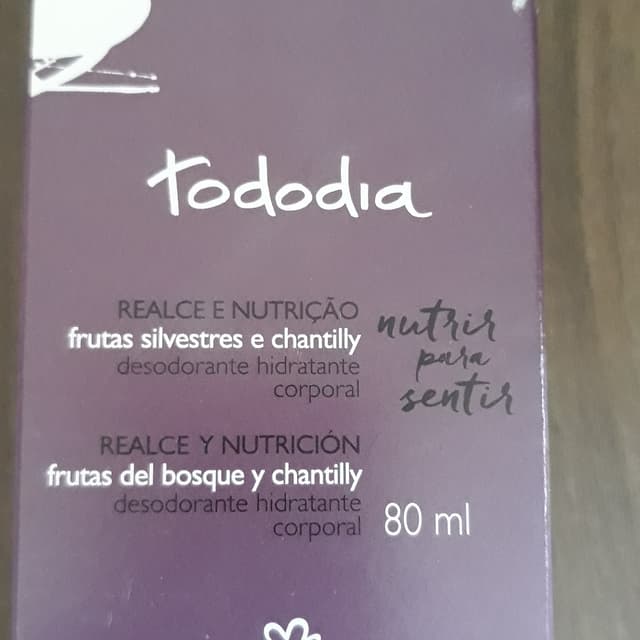 tododia
REALCE E NUTRIÇÃO
frutas silvestres e chantilly
desodorante hidratante
corporal
nutrir
para
sentir
REALCE Y NUTRICIÓN
frutas del bosque y chantilly
desodorante hidratante
corporal
80 ml